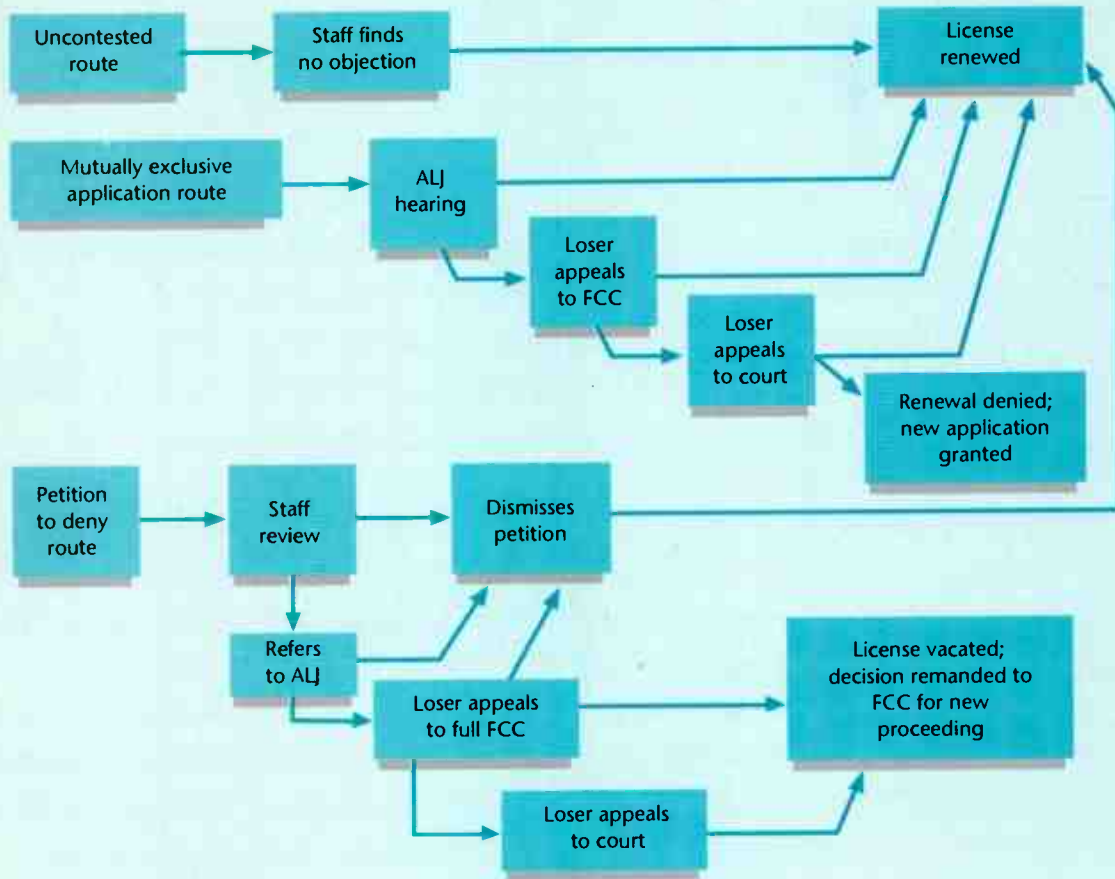 Uncontested
route
Staff finds
no objection
License
renewed
Mutually exclusive
application route
ALJ
hearing
Loser
appeals
to FCC
Loser
appeals
to court
Renewal denied;
new application
granted
Petition
to deny
route
Staff
review
Dismisses
petition
Refers
to ALJ
Loser appeals
to full FCC
License vacated;
decision remanded to
FCC for new
proceeding
Loser appeals
to court